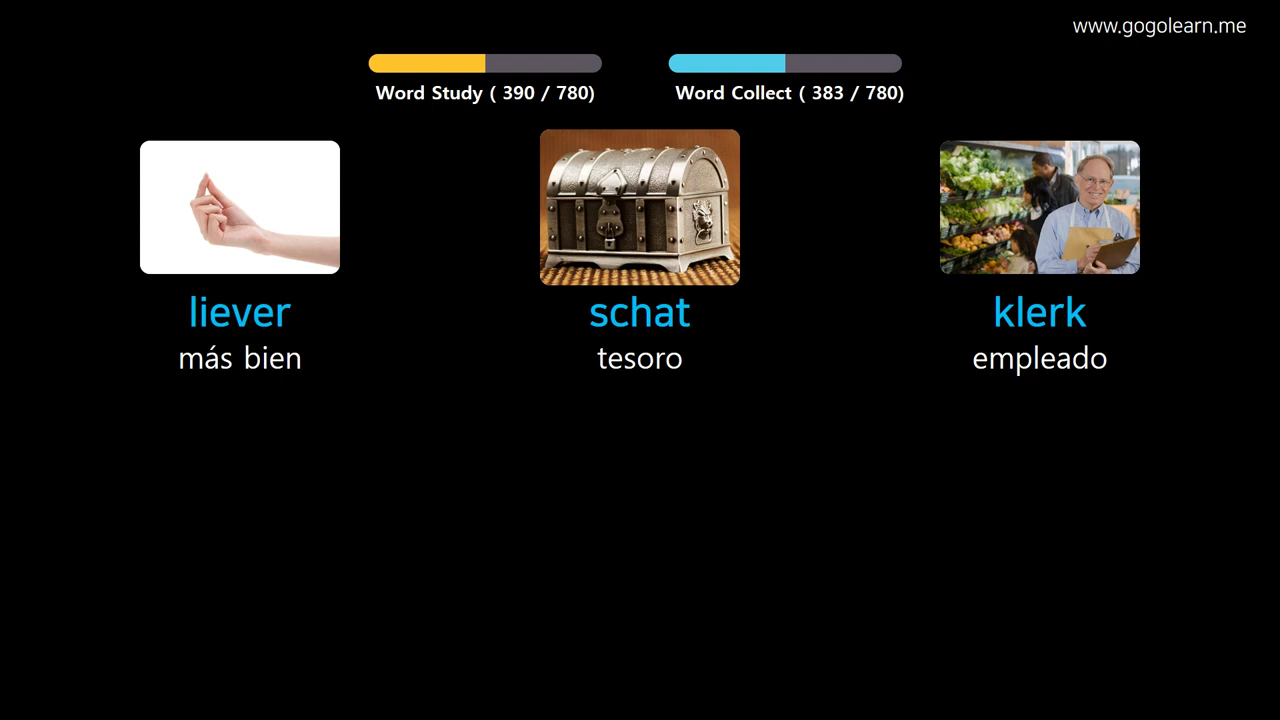 www.gogolearn.me
Word Study ( 390 / 780)
Word Collect ( 383 / 780)
liever
schat
klerk
más bien
tesoro
empleado